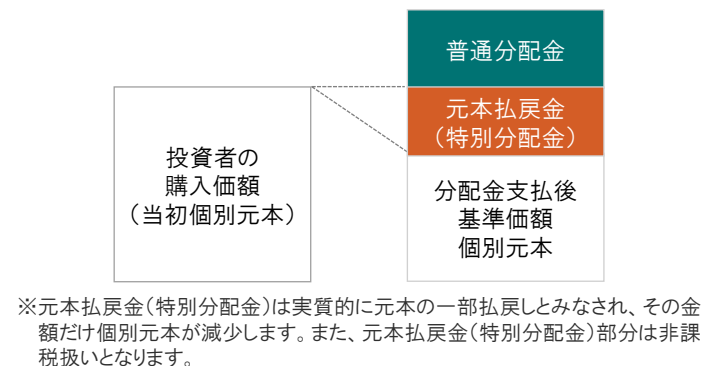 普通分配金
元本払戻金
（特別分配金）
投資者の
購入価額
（当初個別元本）
分配金支払後
基準価額
個別元本
※元本払戻金（特別分配金）は実質的に元本の一部払戻しとみなされ、その金
額だけ個別元本が減少します。また、元本払戻金（特別分配金）部分は非課
税扱いとなります。